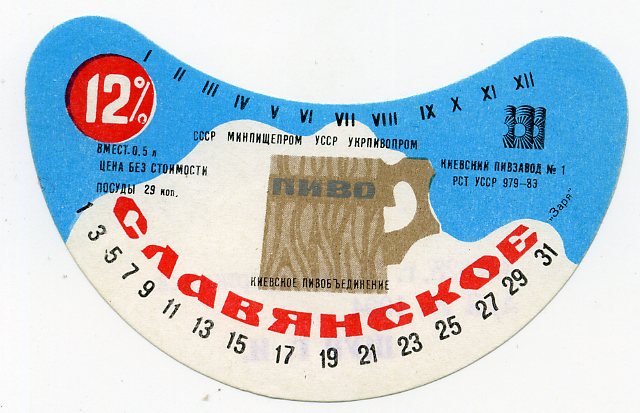 I II III IV V VI VII VIII IX X XI XII
12%
СССР МИНПИЩЕПРОМ УССР УКРПИВОПРОМ
ВМЕСТ. 0,5 л
ЦЕНА БЕЗ СТОИМОСТИ
ПОСУДЫ 29 коп.
КИЕВСКИЙ ПИВЗАВОД № 1
РСТ УССР 979-83
„Заря"
ПИВО
КИЕВСКОЕ ПИВОБЪЕДИНЕНИЕ
СЛАВЯНСКОЕ
1 3 5 7 9 11 13 15 17 19 21 23 25 27 29 31